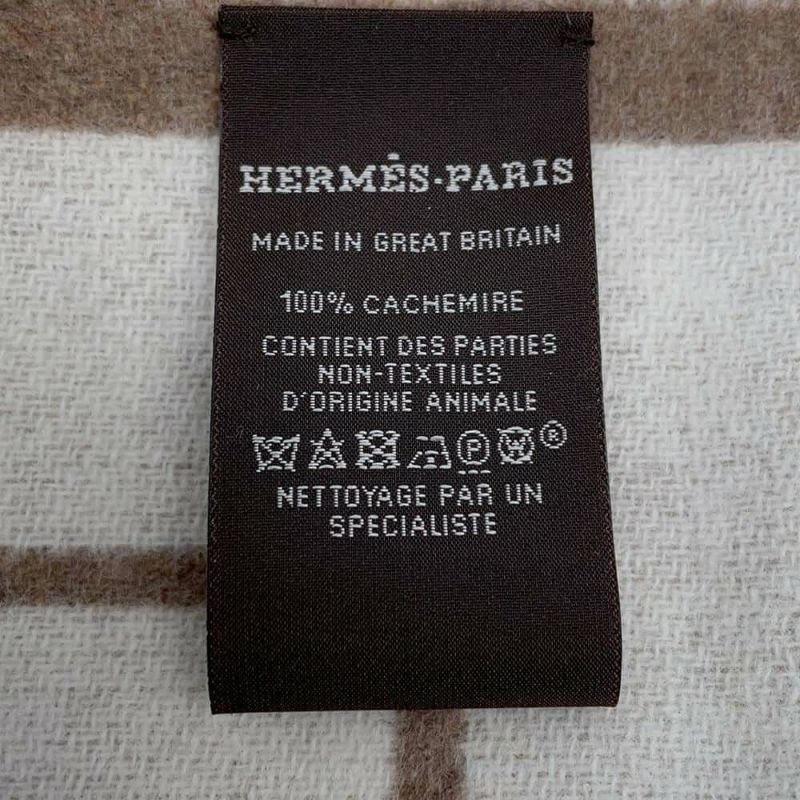 HERMÈS-PARIS
MADE IN GREAT BRITAIN
100% CACHEMIRE
CONTIENT DES PARTIES
NON-TEXTILES
D'ORIGINE ANIMALE
P W ®
NETTOYAGE PAR UN
SPECIALISTE